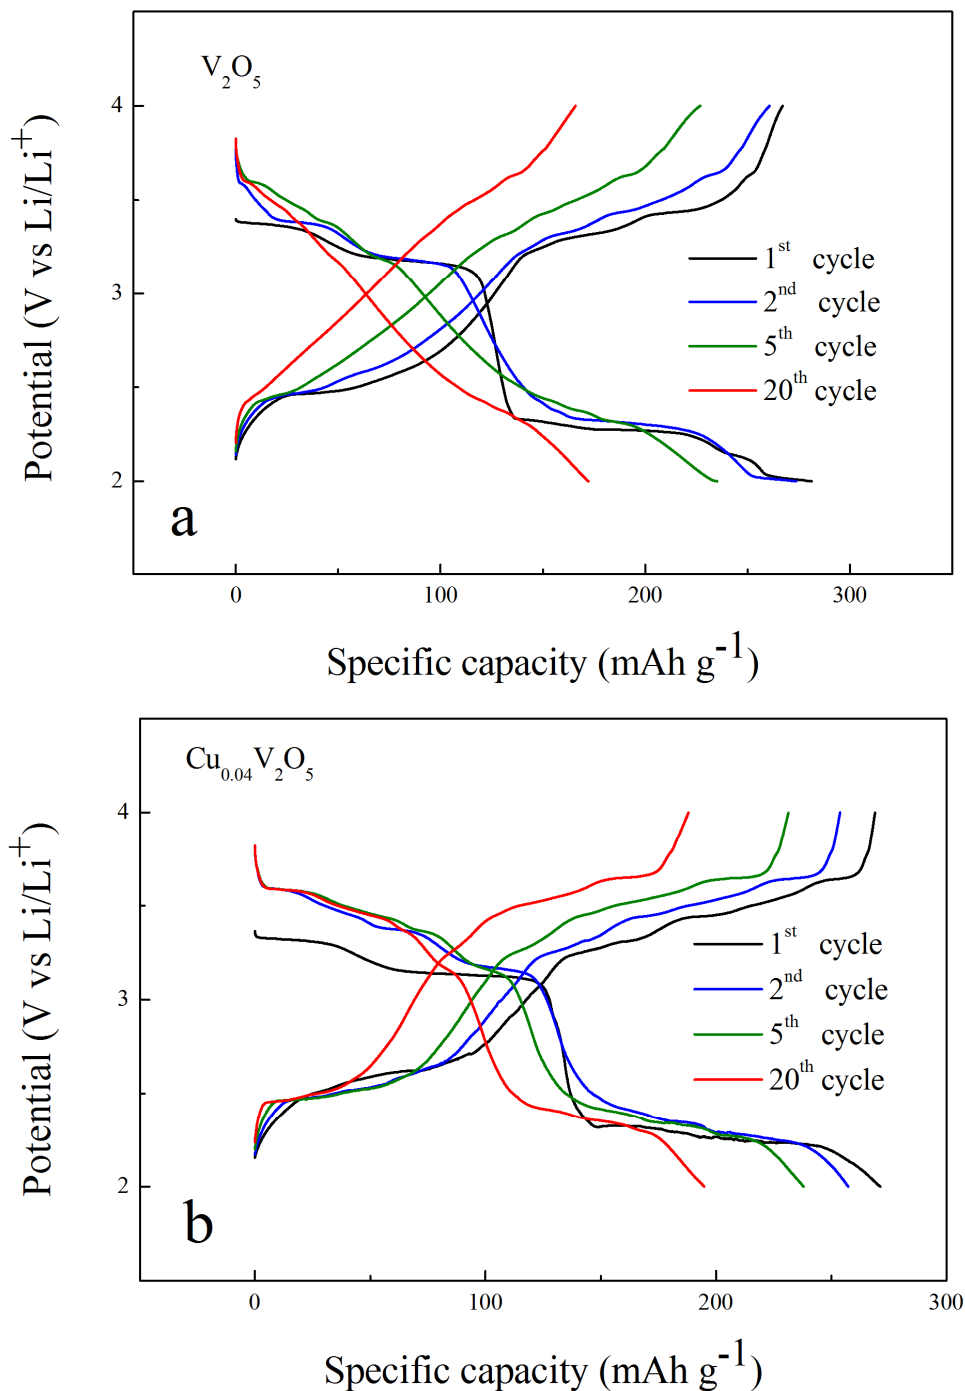 V₂O₅
4
3
2
Potential (V vs Li/Li⁺)
1ˢᵗ cycle
2ⁿᵈ cycle
5ᵗʰ cycle
20ᵗʰ cycle
a
0 100 200 300
Specific capacity (mAh g⁻¹)
Cu₀.₀₄V₂O₅
4
3
2
Potential (V vs Li/Li⁺)
1ˢᵗ cycle
2ⁿᵈ cycle
5ᵗʰ cycle
20ᵗʰ cycle
b
0 100 200 300
Specific capacity (mAh g⁻¹)